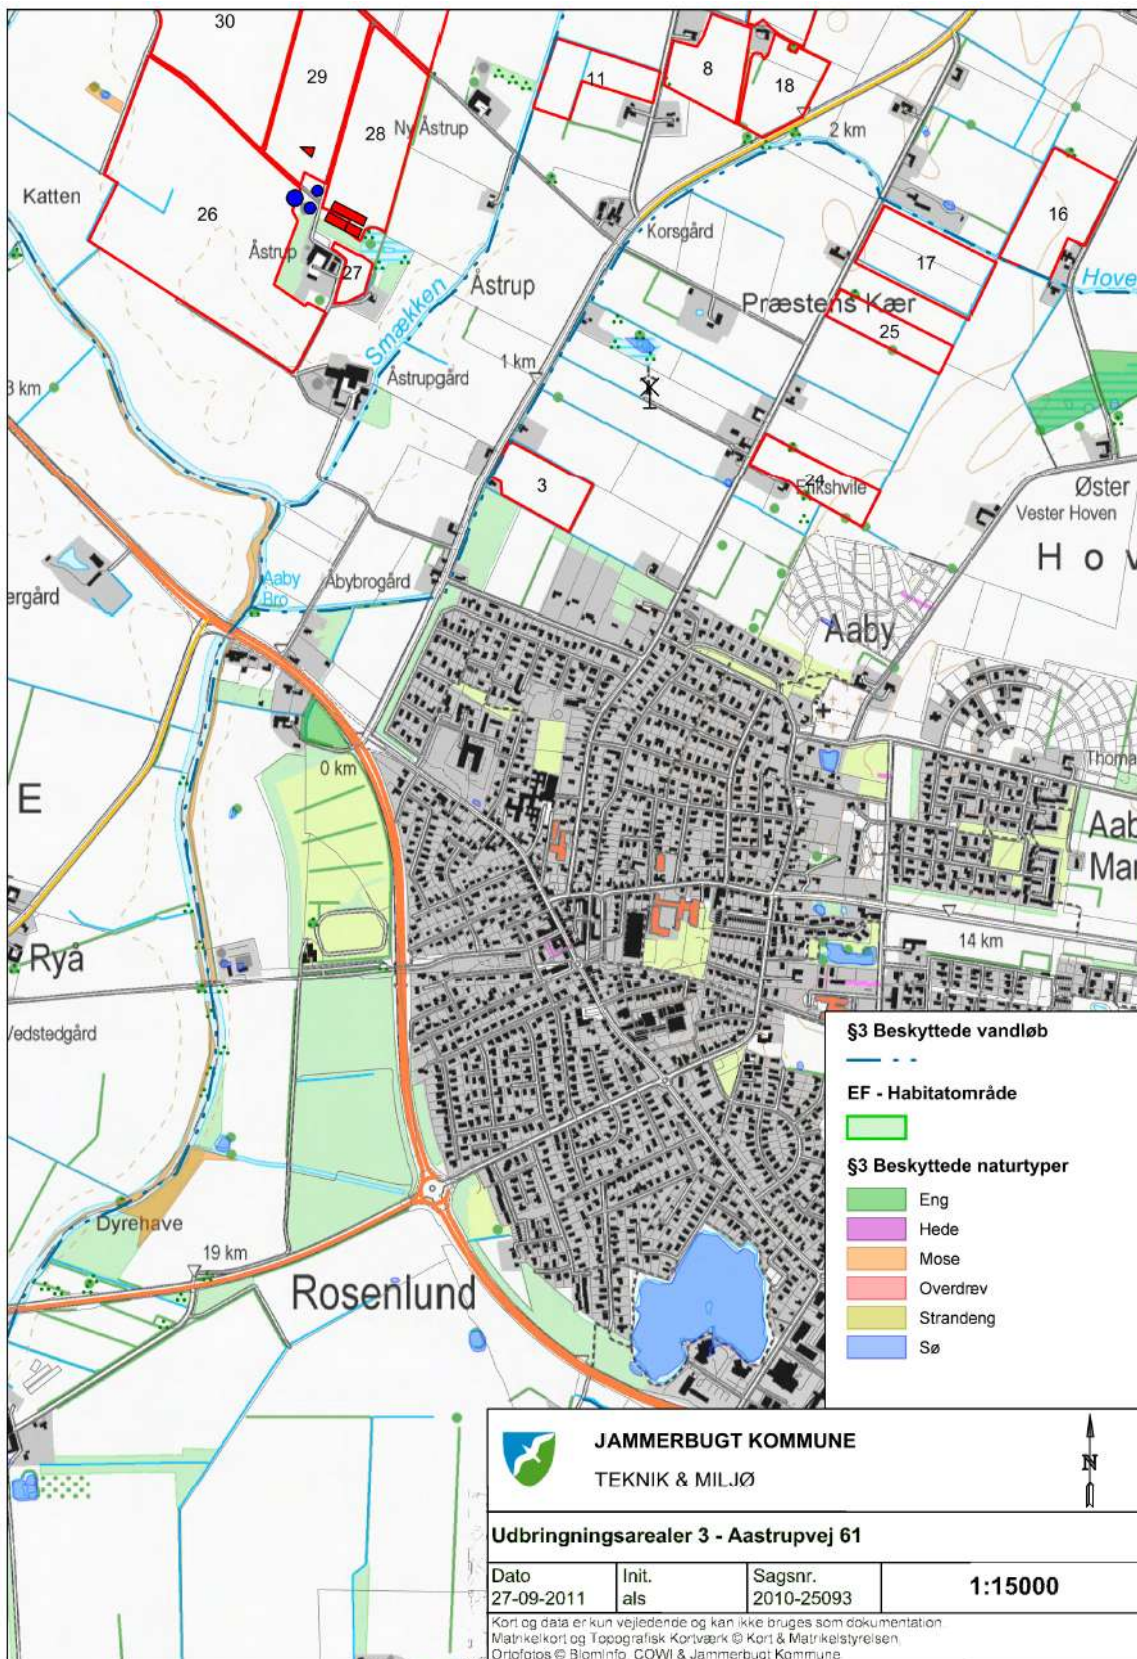 30
29
11
8
18
28
Ny Åstrup
2 km
Katten
26
16
Korsgård
Åstrup
27
17
Hove
Smækken
Åstrup
Præstens Kær
25
1 km
Åstrupgård
3 km
3
24
Erikshvile
Øster
Vester Hoven
Aaby
Bro
Åbybrogård
H o v
ergård
Aaby
0 km
Thoma
E
Aab
Mar
14 km
Rya
Vedstedgård
§3 Beskyttede vandløb
EF - Habitatområde
§3 Beskyttede naturtyper
Eng
Hede
Dyrehave
Mose
19 km
Overdrev
Rosenlund
Strandeng
Sø
JAMMERBUGT KOMMUNE
N
TEKNIK & MILJØ
Udbringningsarealer 3 - Aastrupvej 61
Dato
27-09-2011
Init.
als
Sagsnr.
2010-25093
1:15000
Kort og data er kun vejledende og kan ikke bruges som dokumentation.
Matrikelkort og Topografisk Kortværk © Kort & Matrikelstyrelsen,
Ortofotos © BlomInfo, COWI & Jammerbugt Kommune